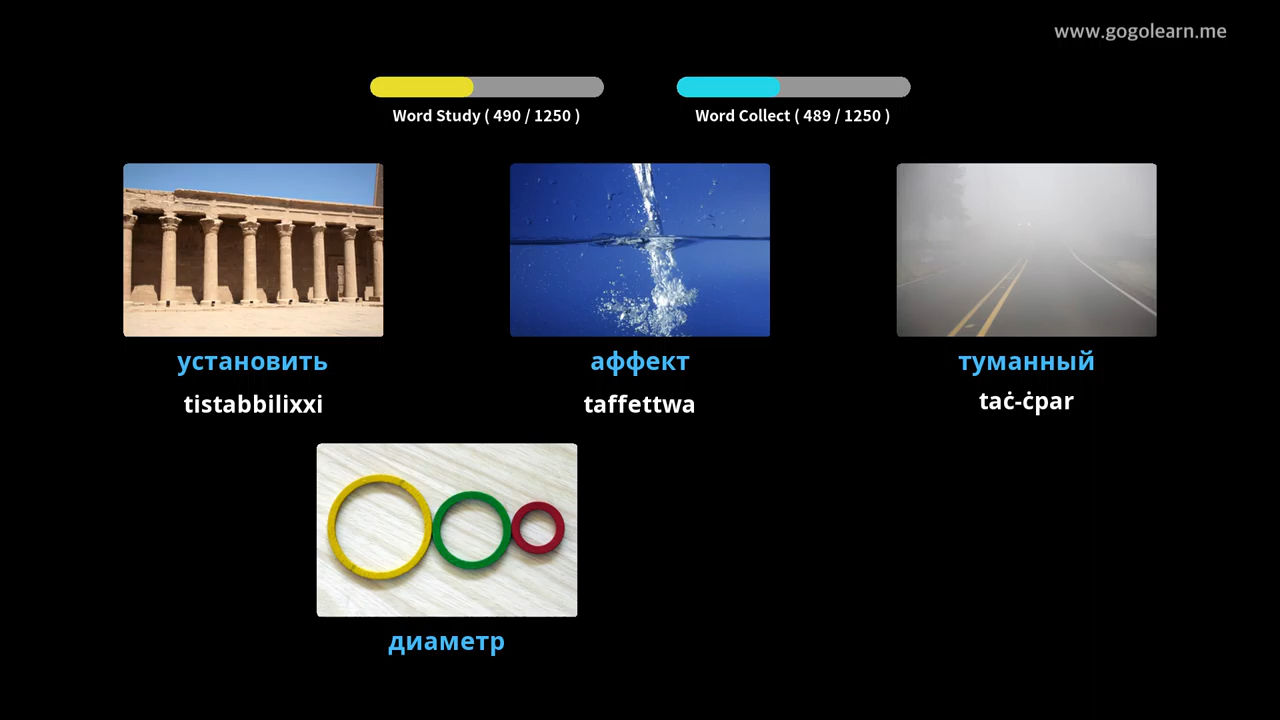 www.gogolearn.me
Word Study ( 490 / 1250 )
Word Collect ( 489 / 1250 )
установить
аффект
туманный
tistabbilixxi
taffettwa
taċ-ċpar
диаметр